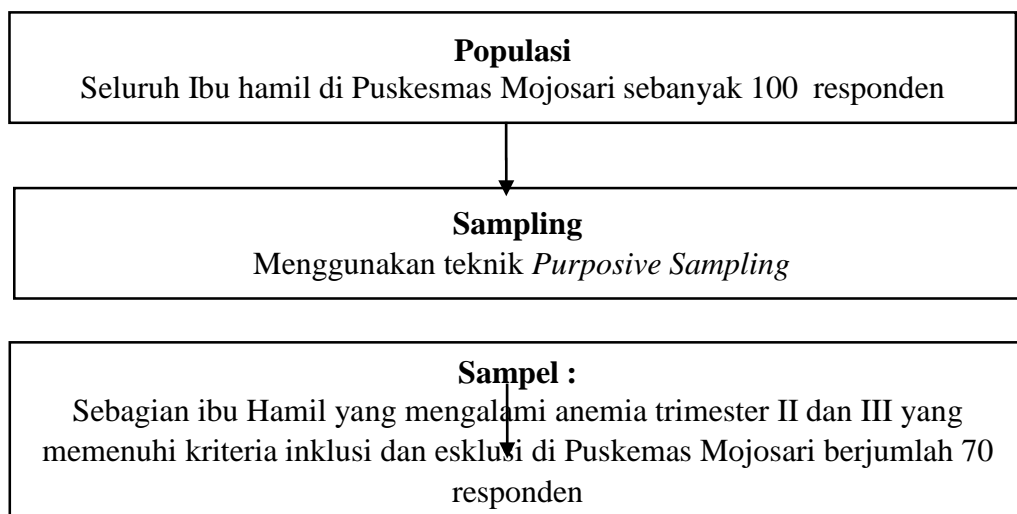 Populasi
Seluruh Ibu hamil di Puskesmas Mojosari sebanyak 100 responden
Sampling
Menggunakan teknik Purposive Sampling
Sampel :
Sebagian ibu Hamil yang mengalami anemia trimester II dan III yang
memenuhi kriteria inklusi dan esklusi di Puskemas Mojosari berjumlah 70
responden